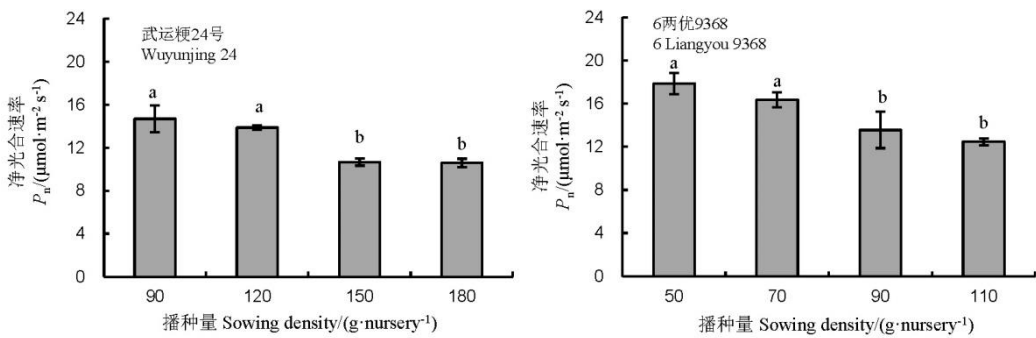 24
20
16
12
8
4
0
武运粳24号
Wuyunjing 24
a
a
b
b
净光合速率
Pn/(μmol·m⁻² s⁻¹)
90 120 150 180
播种量 Sowing density/(g·nursery⁻¹)
24
20
16
12
8
4
0
6两优9368
6 Liangyou 9368
a
a
b
b
净光合速率
Pn/(μmol·m⁻² s⁻¹)
50 70 90 110
播种量 Sowing density/(g·nursery⁻¹)